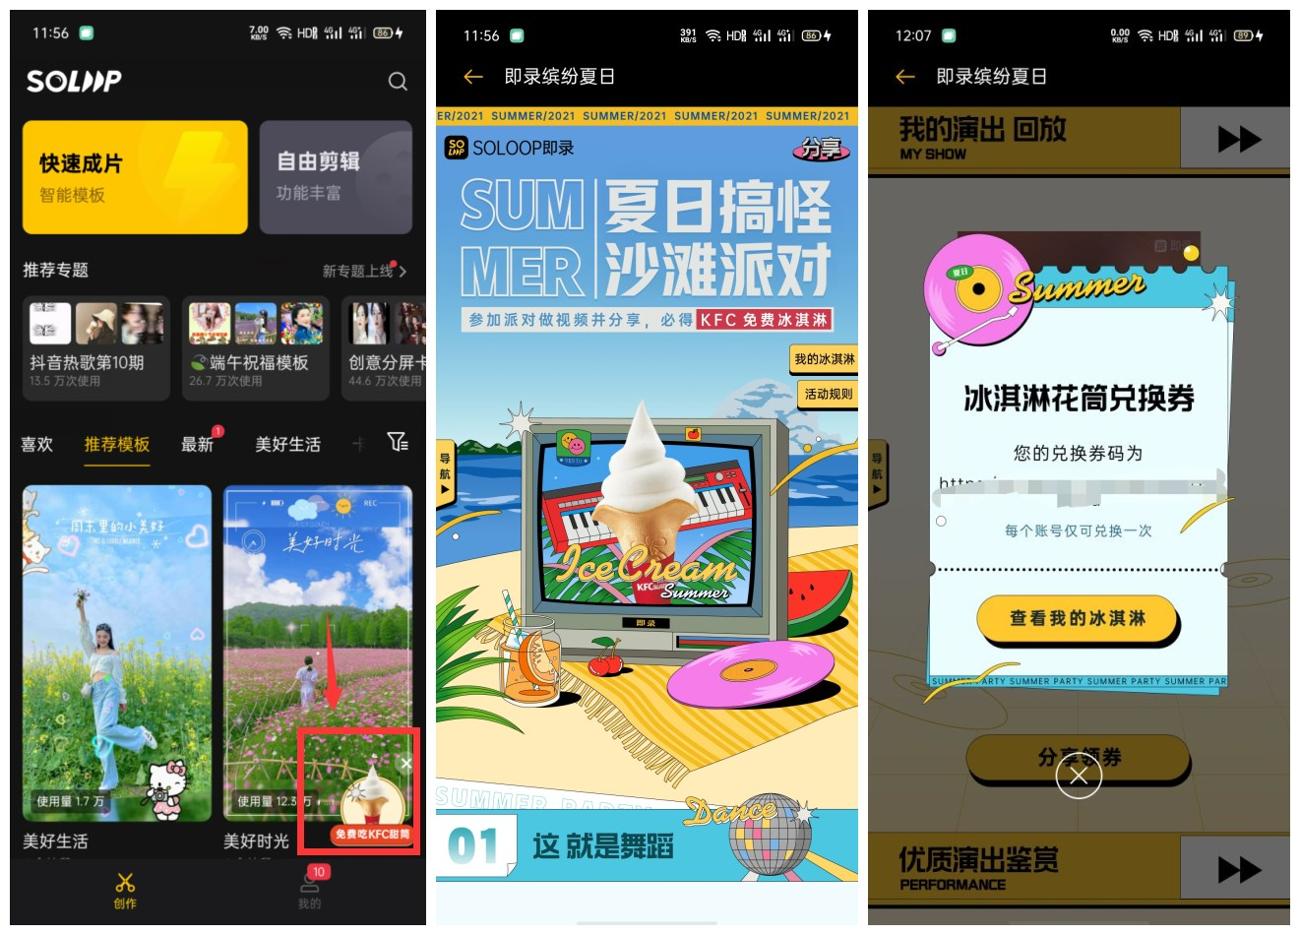 11:56
7.00 KB/S HD 4G 4G 86
SOLOOP
快速成片
智能模板
自由剪辑
功能丰富
推荐专题
新专题上线
抖音热歌第10期
13.5 万次使用
端午祝福模板
26.7 万次使用
创意分屏卡
44.6 万次使用
喜欢
推荐模板
最新
1
美好生活
周末里的小美好
REC
美好时光
使用量 1.7 万
使用量 12.3 万
免费吃KFC甜筒
美好生活
美好时光
创作
10
我的
11:56
391 KB/S HD 4G 4G 86
即录缤纷夏日
ER/2021 SUMMER/2021 SUMMER/2021 SUMMER/2021 SUMMER/2021
SO LOOP
SOLOOP即录
分享
SUM
MER
夏日搞怪
沙滩派对
参加派对做视频并分享，必得 KFC 免费冰淇淋
我的冰淇淋
活动规则
导航
Ice Cream
KFC
Summer
即录
SUMMER PARTY
Dance
01
这 就是舞蹈
12:07
0.00 KB/S HD 4G 4G 89
即录缤纷夏日
我的演出 回放
MY SHOW
即录
夏日
Summer
冰淇淋花筒兑换券
您的兑换券码为
http
每个账号仅可兑换一次
导航
查看我的冰淇淋
SUMMER PARTY SUMMER PARTY SUMMER PARTY SUMMER PAR
分享领券
优质演出鉴赏
PERFORMANCE